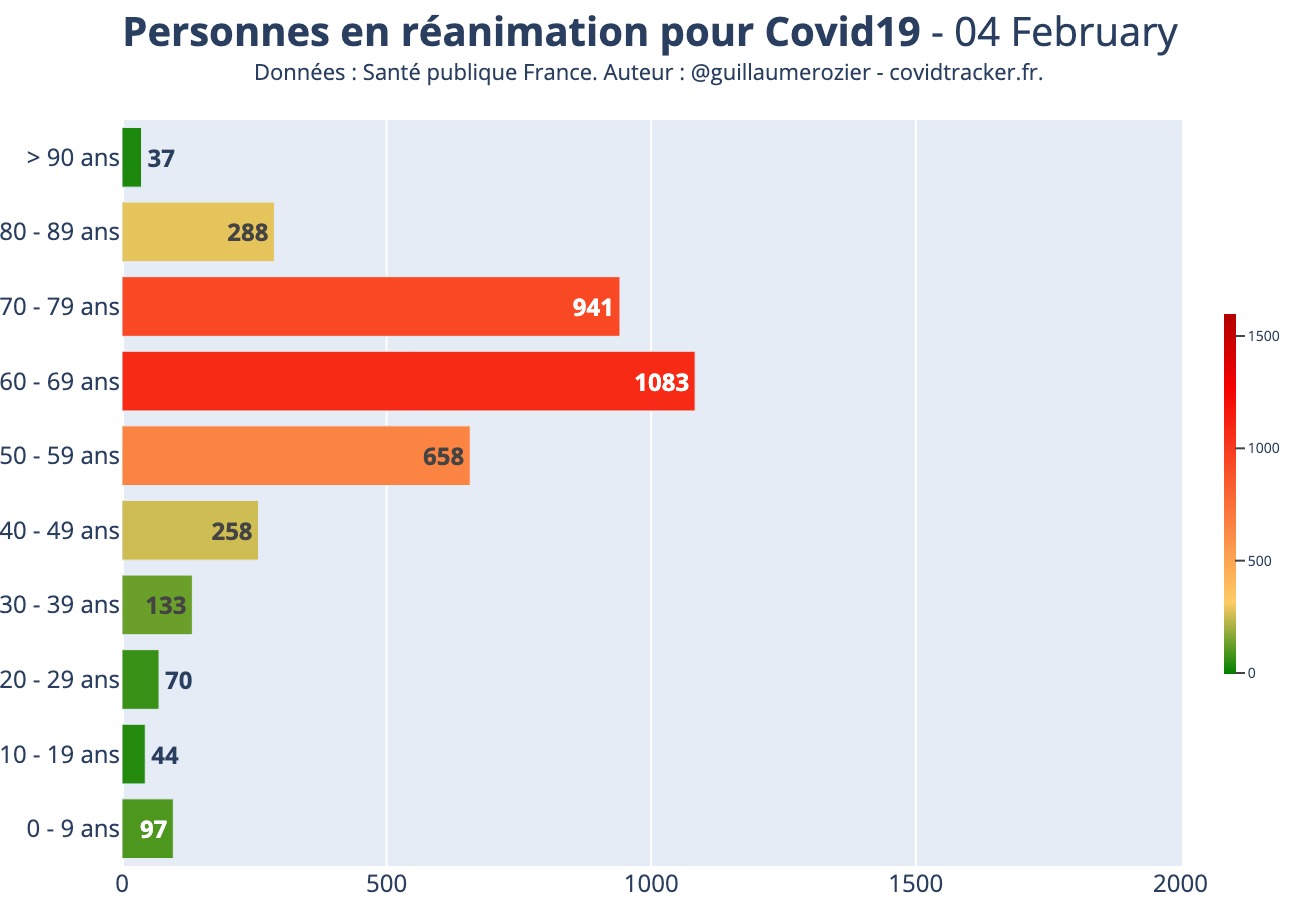 Personnes en réanimation pour Covid19 - 04 February
Données : Santé publique France. Auteur : @guillaumerozier - covidtracker.fr.
> 90 ans 37
80 - 89 ans 288
70 - 79 ans 941
60 - 69 ans 1083
50 - 59 ans 658
40 - 49 ans 258
30 - 39 ans 133
20 - 29 ans 70
10 - 19 ans 44
0 - 9 ans 97
0 500 1000 1500 2000
1500
1000
500
0